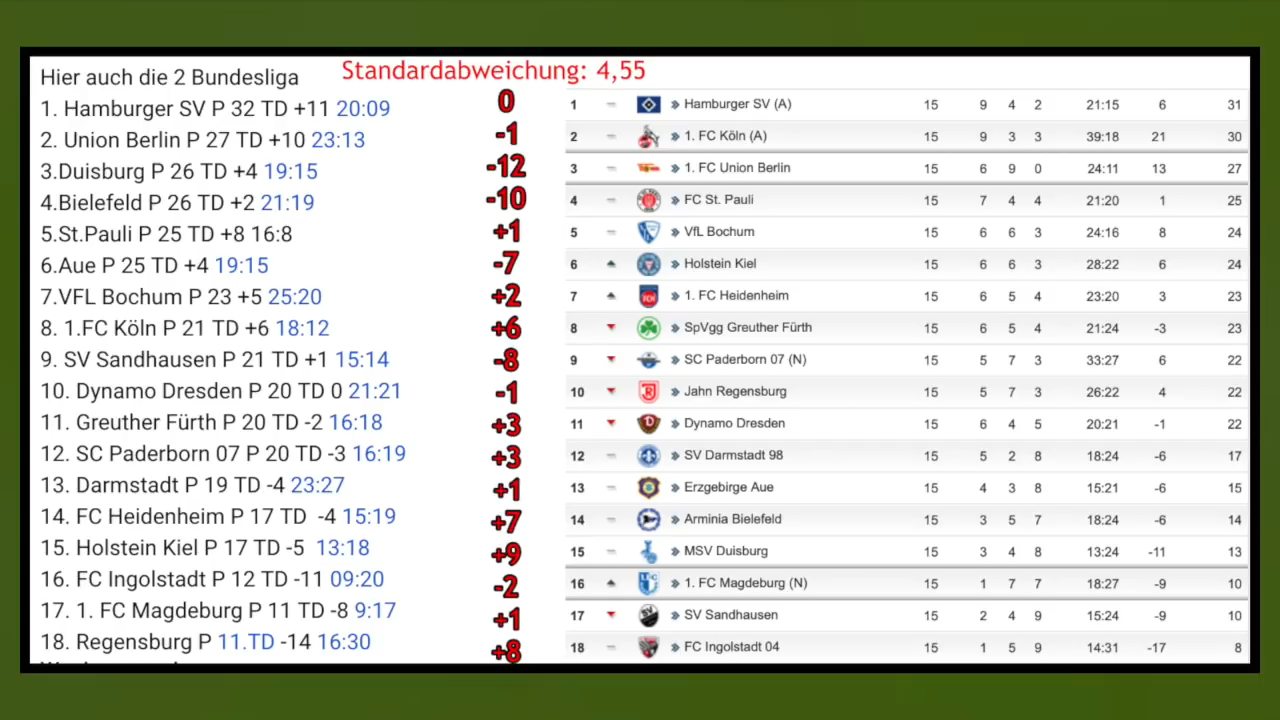 Hier auch die 2 Bundesliga
Standardabweichung: 4,55
1. Hamburger SV P 32 TD +11 20:09
2. Union Berlin P 27 TD +10 23:13
3.Duisburg P 26 TD +4 19:15
4.Bielefeld P 26 TD +2 21:19
5.St.Pauli P 25 TD +8 16:8
6.Aue P 25 TD +4 19:15
7.VFL Bochum P 23 +5 25:20
8. 1.FC Köln P 21 TD +6 18:12
9. SV Sandhausen P 21 TD +1 15:14
10. Dynamo Dresden P 20 TD 0 21:21
11. Greuther Fürth P 20 TD -2 16:18
12. SC Paderborn 07 P 20 TD -3 16:19
13. Darmstadt P 19 TD -4 23:27
14. FC Heidenheim P 17 TD -4 15:19
15. Holstein Kiel P 17 TD -5 13:18
16. FC Ingolstadt P 12 TD -11 09:20
17. 1. FC Magdeburg P 11 TD -8 9:17
18. Regensburg P 11.TD -14 16:30
0
-1
-12
-10
+1
-7
+2
+6
-8
-1
+3
+3
+1
+7
+9
-2
+1
+8
1 Hamburger SV (A) 15 9 4 2 21:15 6 31
2 1. FC Köln (A) 15 9 3 3 39:18 21 30
3 1. FC Union Berlin 15 6 9 0 24:11 13 27
4 FC St. Pauli 15 7 4 4 21:20 1 25
5 VfL Bochum 15 6 6 3 24:16 8 24
6 Holstein Kiel 15 6 6 3 28:22 6 24
7 1. FC Heidenheim 15 6 5 4 23:20 3 23
8 SpVgg Greuther Fürth 15 6 5 4 21:24 -3 23
9 SC Paderborn 07 (N) 15 5 7 3 33:27 6 22
10 Jahn Regensburg 15 5 7 3 26:22 4 22
11 Dynamo Dresden 15 6 4 5 20:21 -1 22
12 SV Darmstadt 98 15 5 2 8 18:24 -6 17
13 Erzgebirge Aue 15 4 3 8 15:21 -6 15
14 Arminia Bielefeld 15 3 5 7 18:24 -6 14
15 MSV Duisburg 15 3 4 8 13:24 -11 13
16 1. FC Magdeburg (N) 15 1 7 7 18:27 -9 10
17 SV Sandhausen 15 2 4 9 15:24 -9 10
18 FC Ingolstadt 04 15 1 5 9 14:31 -17 8